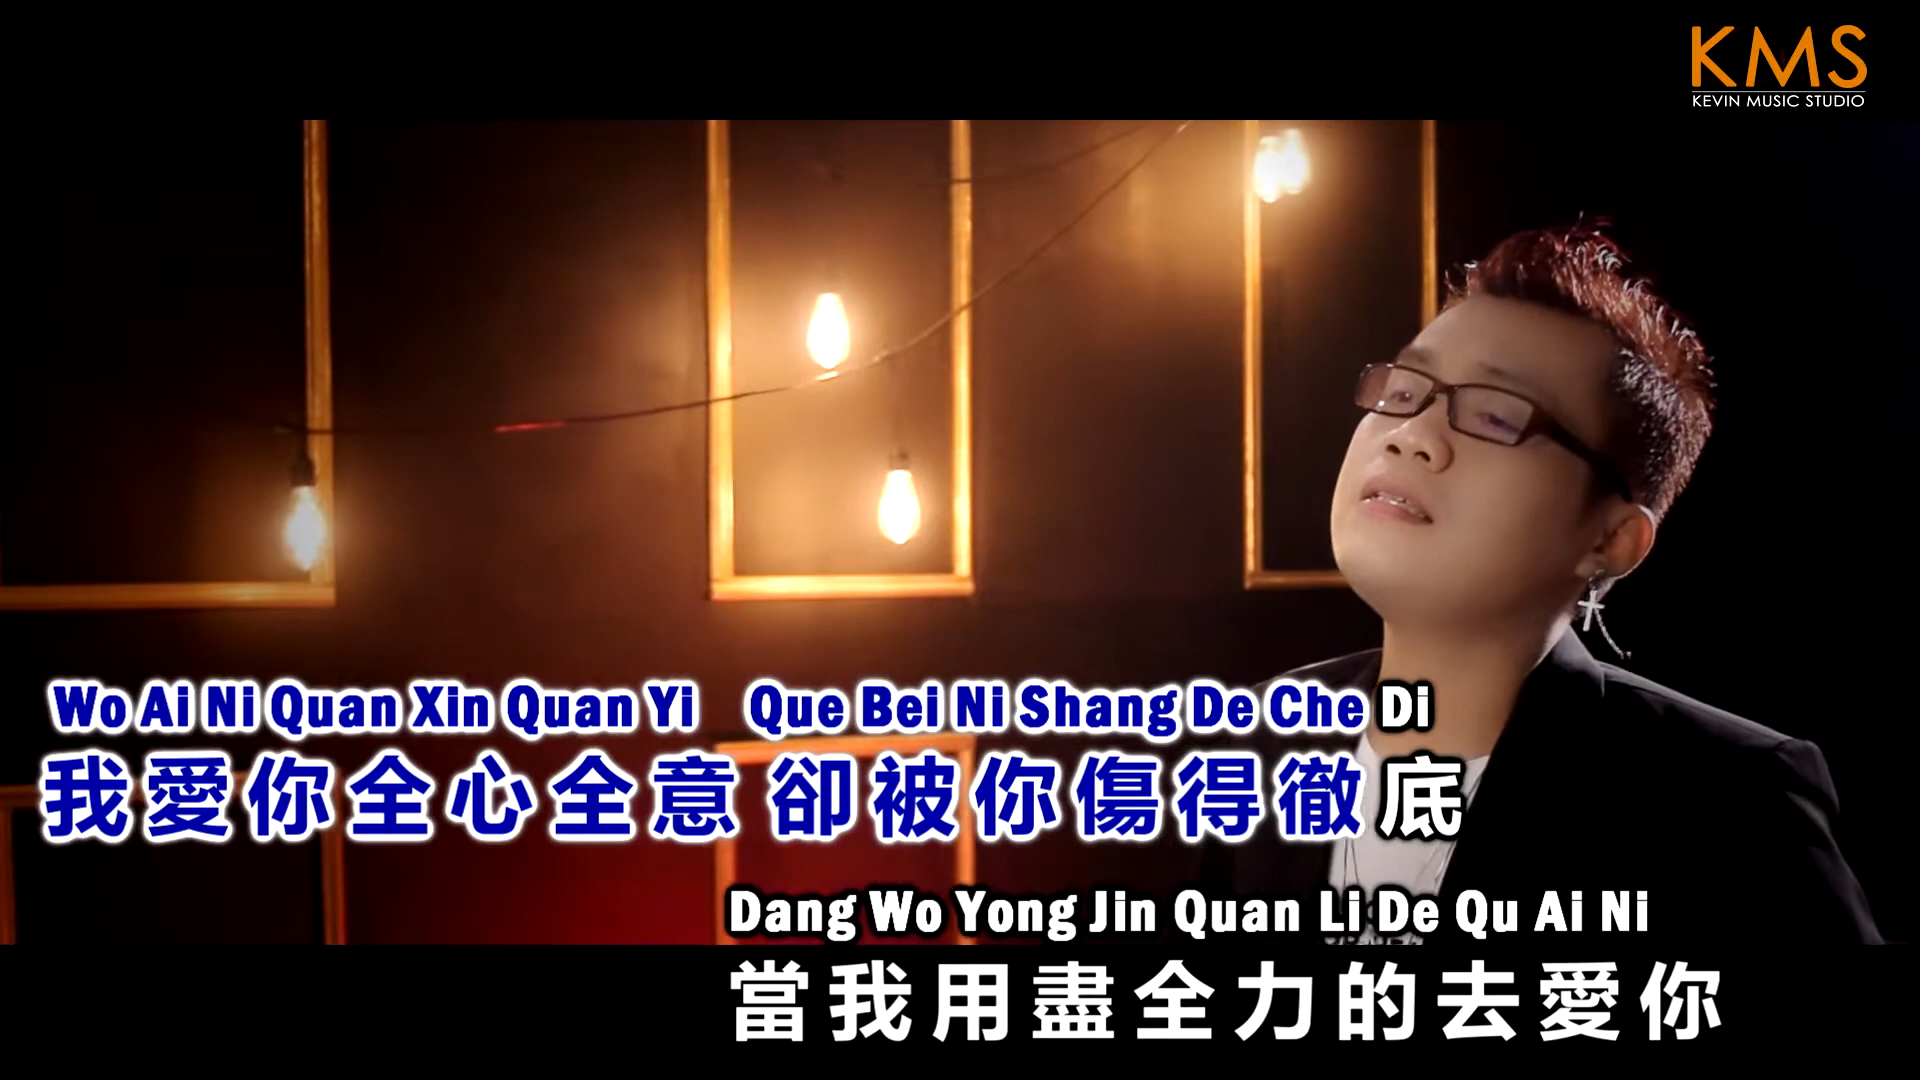 KMS
KEVIN MUSIC STUDIO
Wo Ai Ni Quan Xin Quan Yi Que Bei Ni Shang De Che Di
我愛你全心全意 卻被你傷得徹底
Dang Wo Yong Jin Quan Li De Qu Ai Ni
當我用盡全力的去愛你